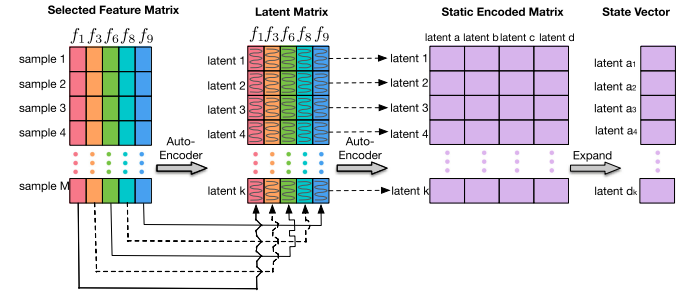 Selected Feature Matrix
Latent Matrix
Static Encoded Matrix
State Vector
f1 f3 f6 f8 f9
f1 f3 f6 f8 f9
latent a latent b latent c latent d
sample 1
sample 2
sample 3
sample 4
sample M
Auto-
Encoder
latent 1
latent 2
latent 3
latent 4
latent k
Auto-
Encoder
latent 1
latent 2
latent 3
latent 4
latent k
Expand
latent a1
latent a2
latent a3
latent a4
latent dk